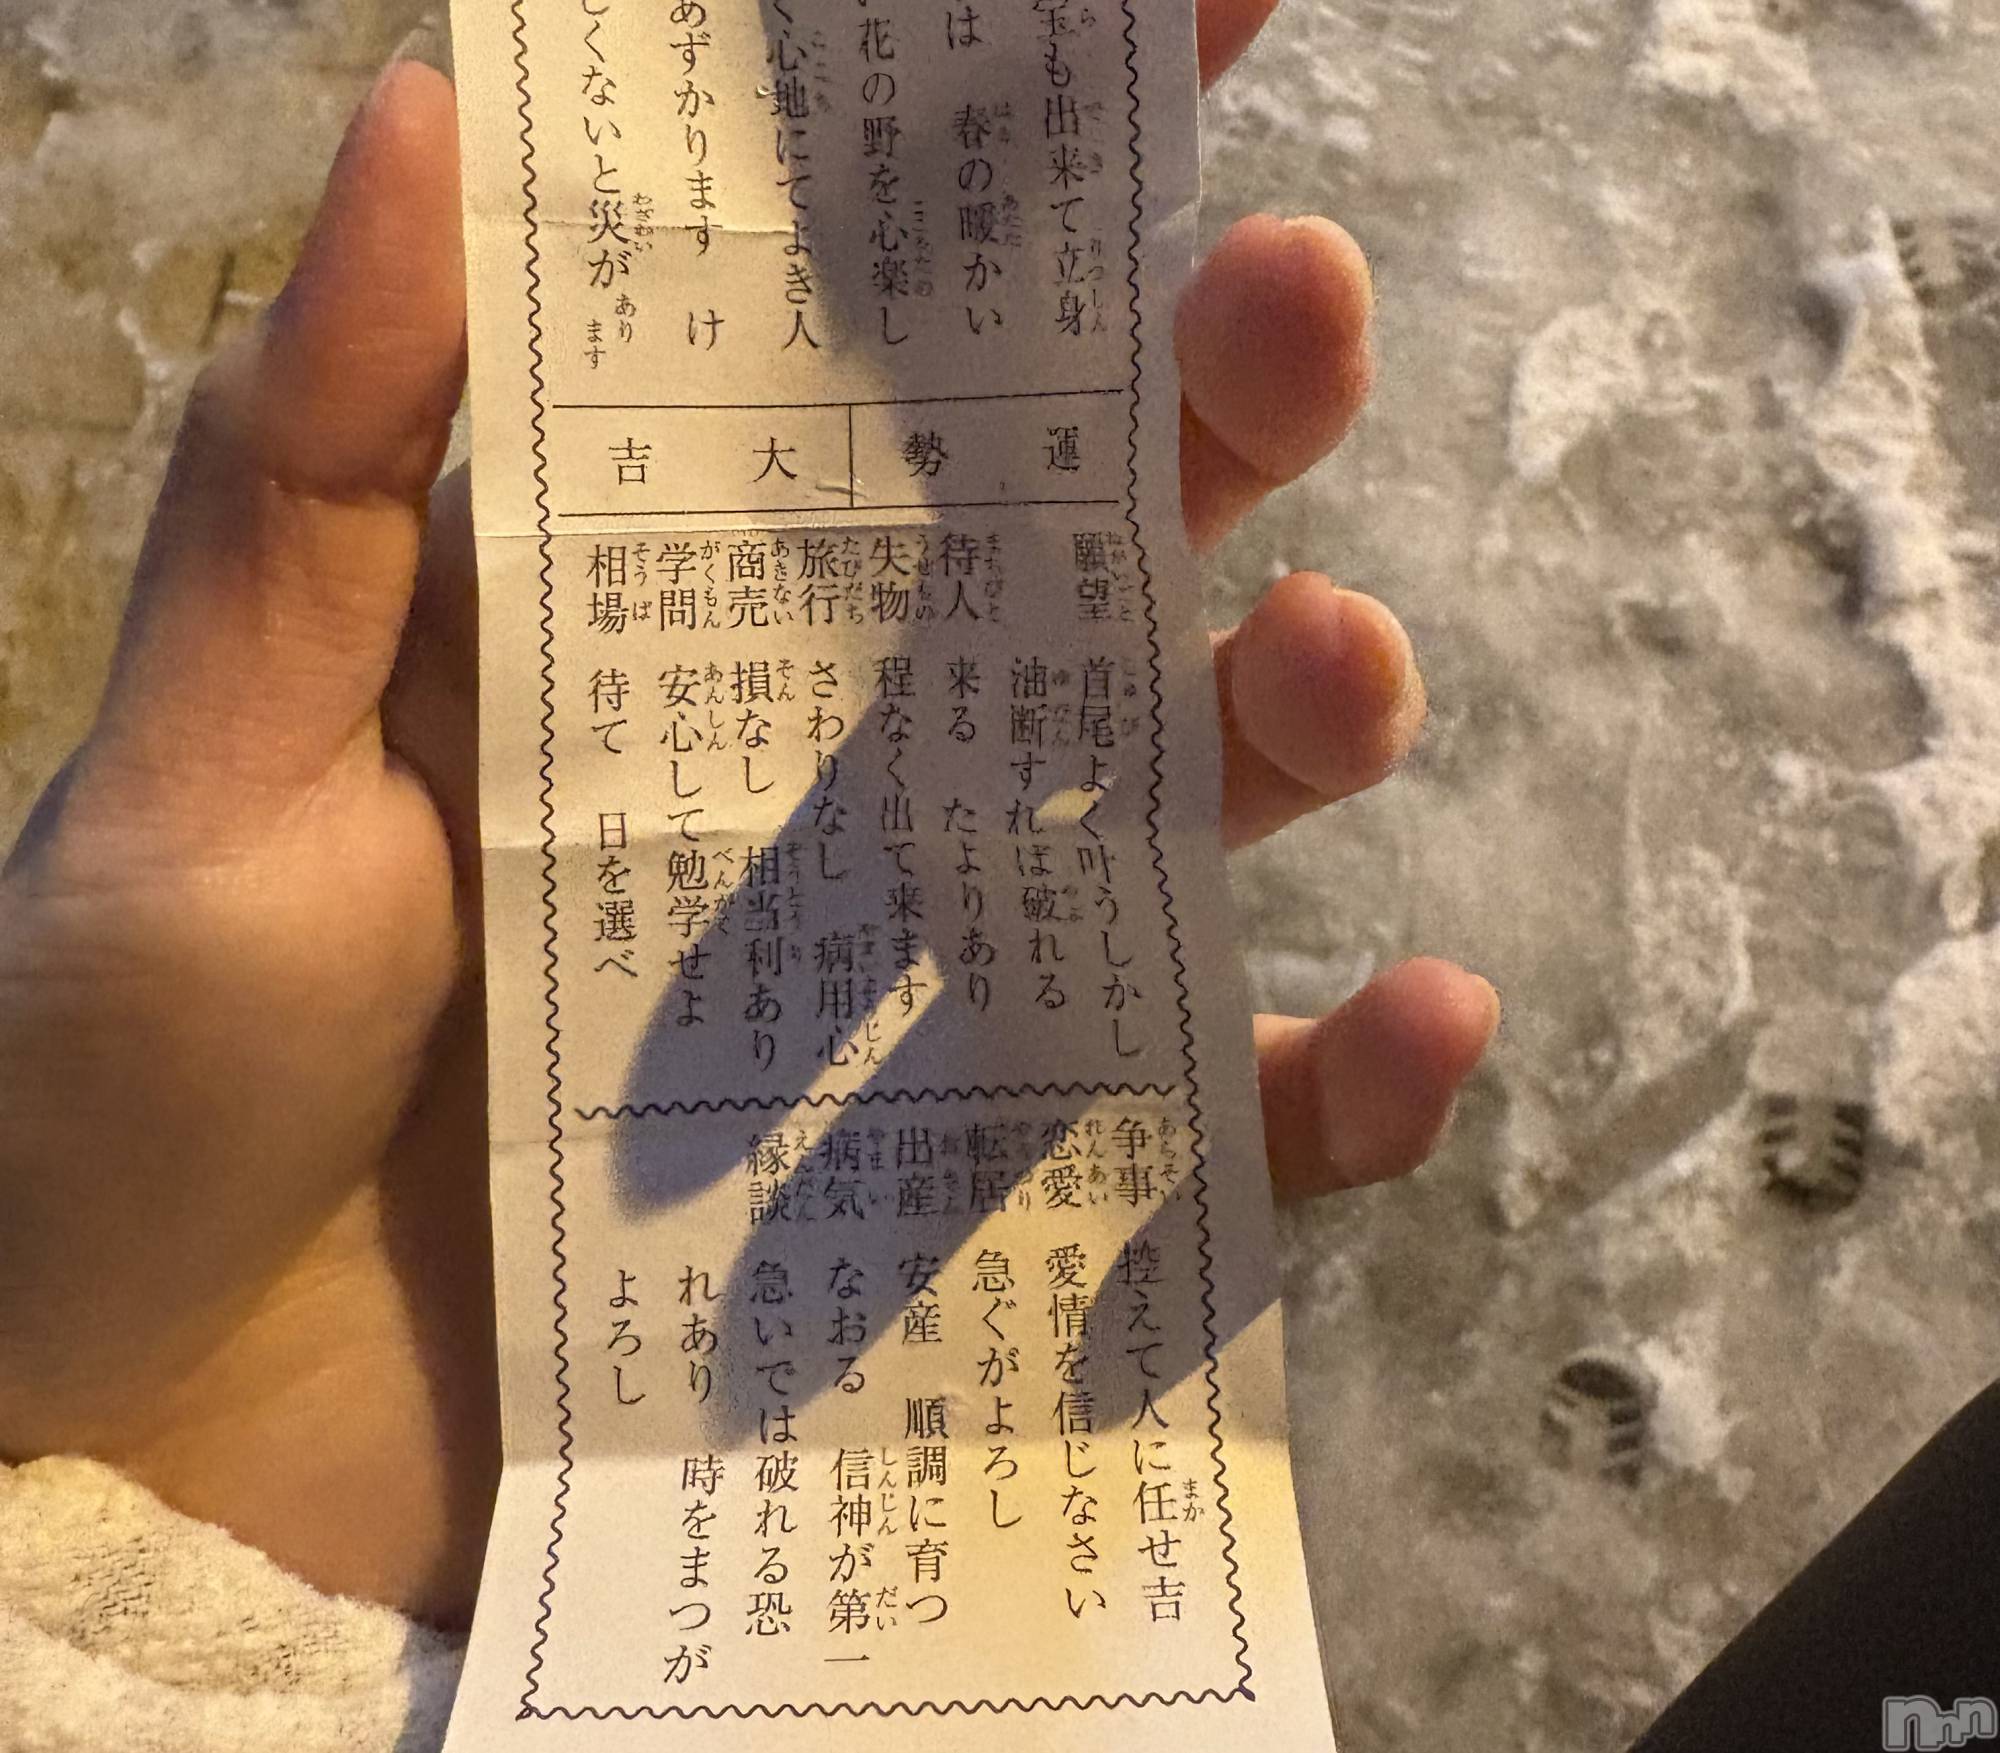 宝も出来て立身
は 春の暖かい
花の野を心楽し
く心地にてよき人
あずかります け
しくないと災が あります
運勢 大吉
願望 首尾よく叶うしかし
油断すれば破れる
待人 来る たよりあり
失物 程なく出て来ます
旅行 さわりなし 病用心
商売 損なし 相当利あり
学問 安心して勉学せよ
相場 待て 日を選べ
争事 控えて人に任せ吉
恋愛 愛情を信じなさい
転居 急ぐがよろし
出産 安産 順調に育つ
病気 なおる 信神が第一
縁談 急いでは破れる恐
れあり 時をまつが
よろし
nnn